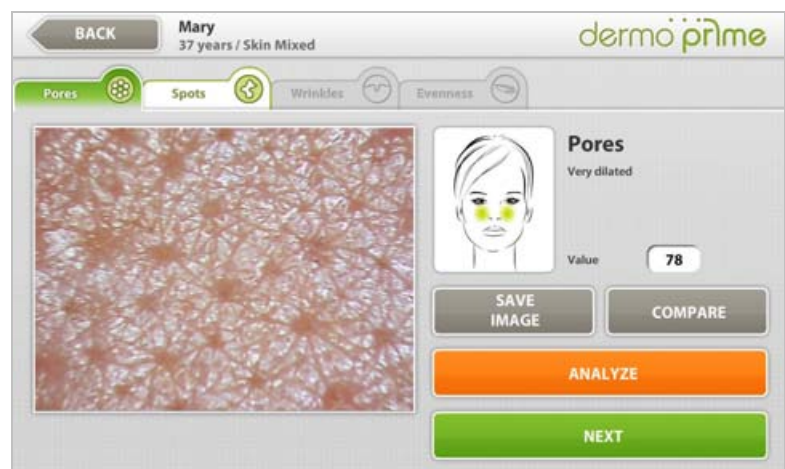 BACK
Mary
37 years / Skin Mixed
dermo prime
Pores
Spots
Wrinkles
Evenness
Pores
Very dilated
Value
78
SAVE
IMAGE
COMPARE
ANALYZE
NEXT